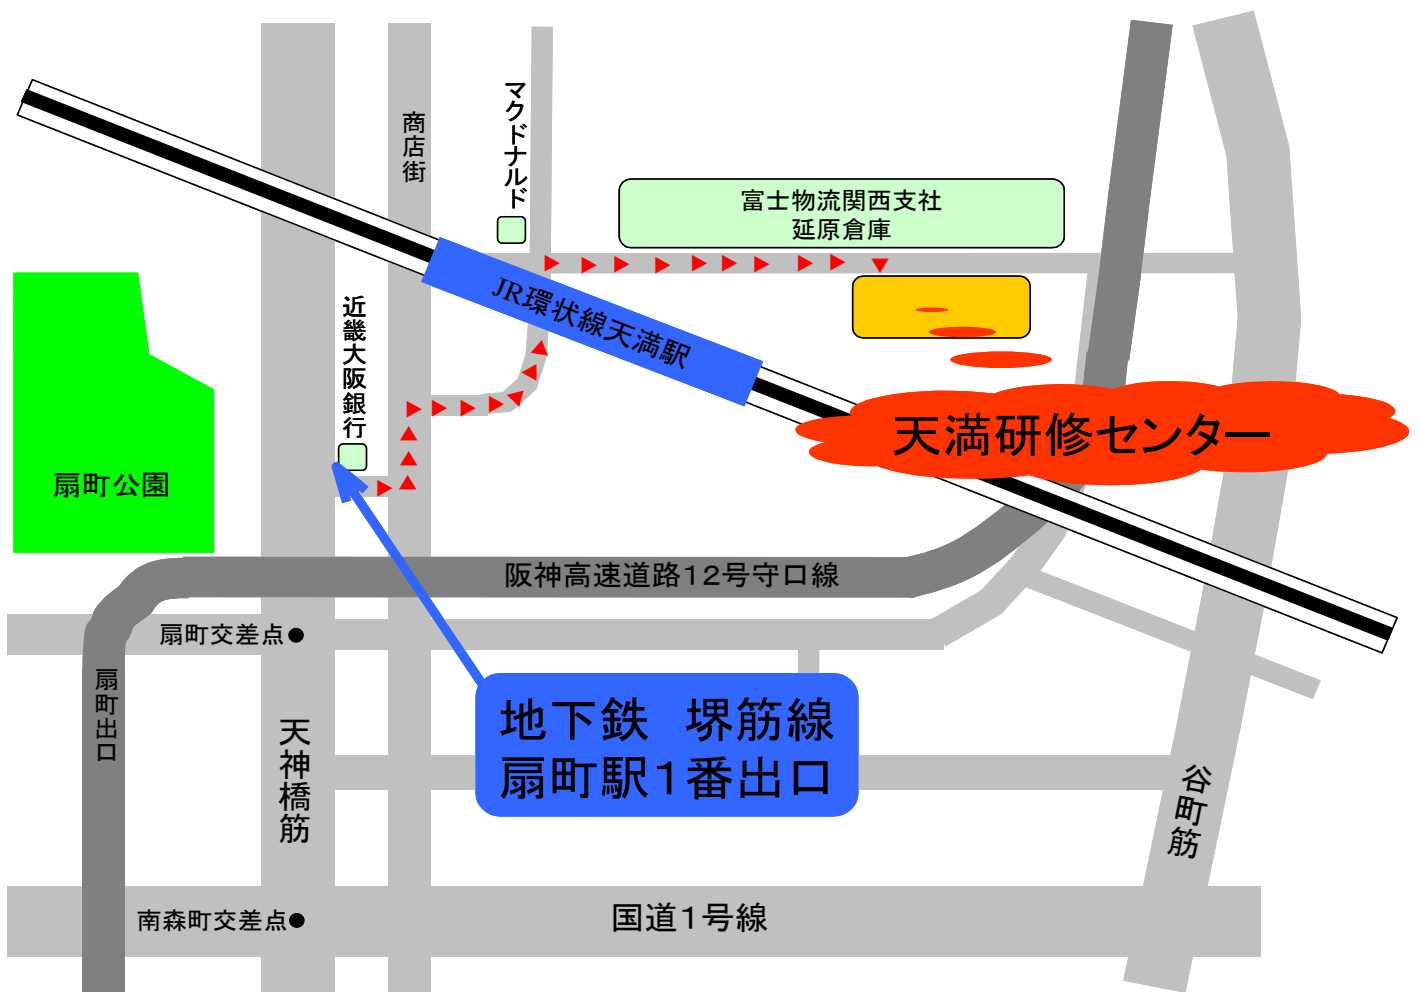 マクドナルド
商店街
富士物流関西支社
延原倉庫
JR環状線天満駅
近畿大阪銀行
天満研修センター
扇町公園
阪神高速道路12号守口線
扇町交差点●
扇町出口
地下鉄　堺筋線
扇町駅1番出口
天神橋筋
谷町筋
南森町交差点●
国道1号線